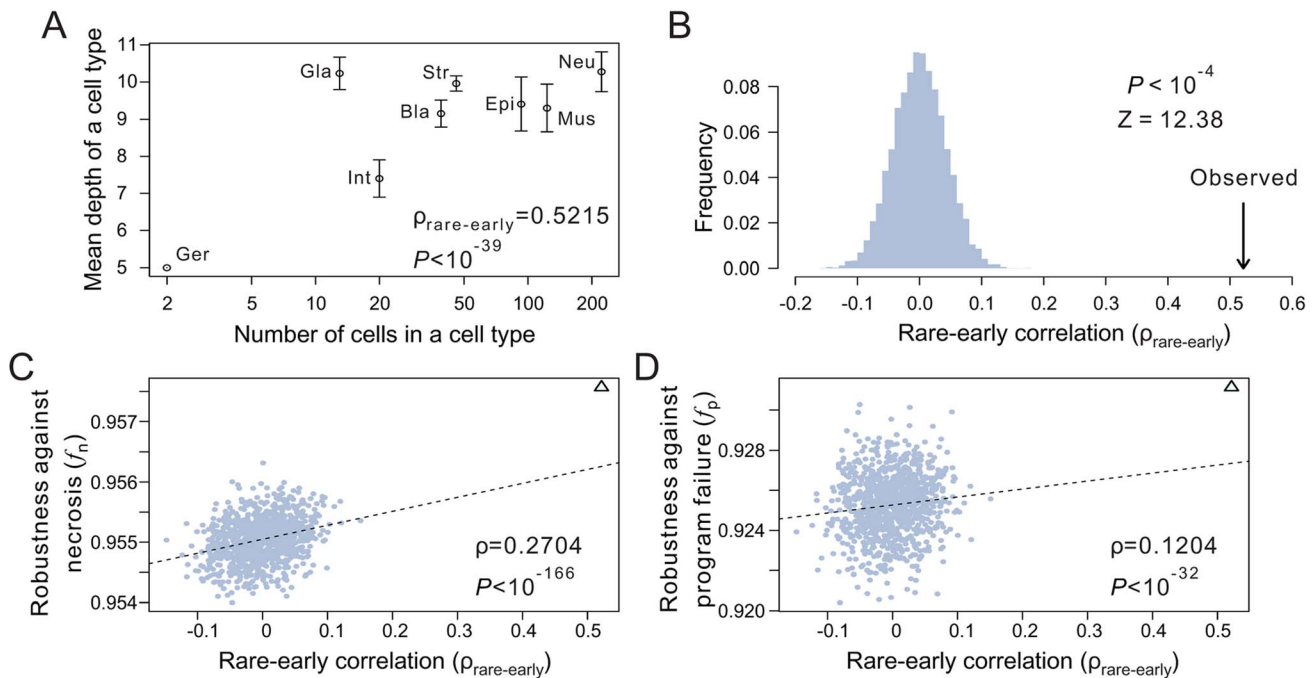 A
Mean depth of a cell type
11
10
9
8
7
6
5
Gla
Str
Neu
Bla
Epi
Mus
Int
Ger
ρrare-early=0.5215
P<10-39
2 5 10 20 50 100 200
Number of cells in a cell type
B
Frequency
0.08
0.06
0.04
0.02
0.00
P < 10-4
Z = 12.38
Observed
-0.2 -0.1 0.0 0.1 0.2 0.3 0.4 0.5 0.6
Rare-early correlation (ρrare-early)
C
Robustness against
necrosis (fn)
0.957
0.956
0.955
0.954
ρ=0.2704
P<10-166
-0.1 0 0.1 0.2 0.3 0.4 0.5
Rare-early correlation (ρrare-early)
D
Robustness against
program failure (fp)
0.928
0.924
0.920
ρ=0.1204
P<10-32
-0.1 0 0.1 0.2 0.3 0.4 0.5
Rare-early correlation (ρrare-early)